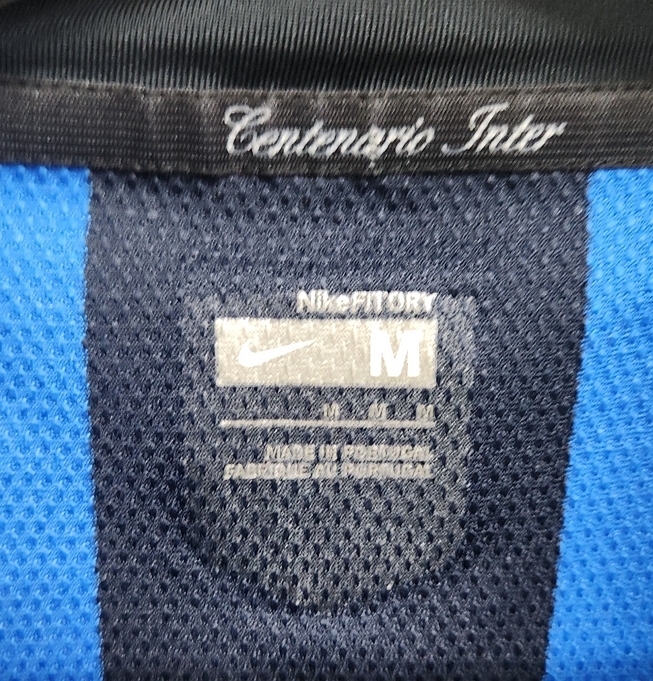 Centenario Inter
NikeFITDRY
M
M M M
MADE IN PORTUGAL
FABRIQUE AU PORTUGAL